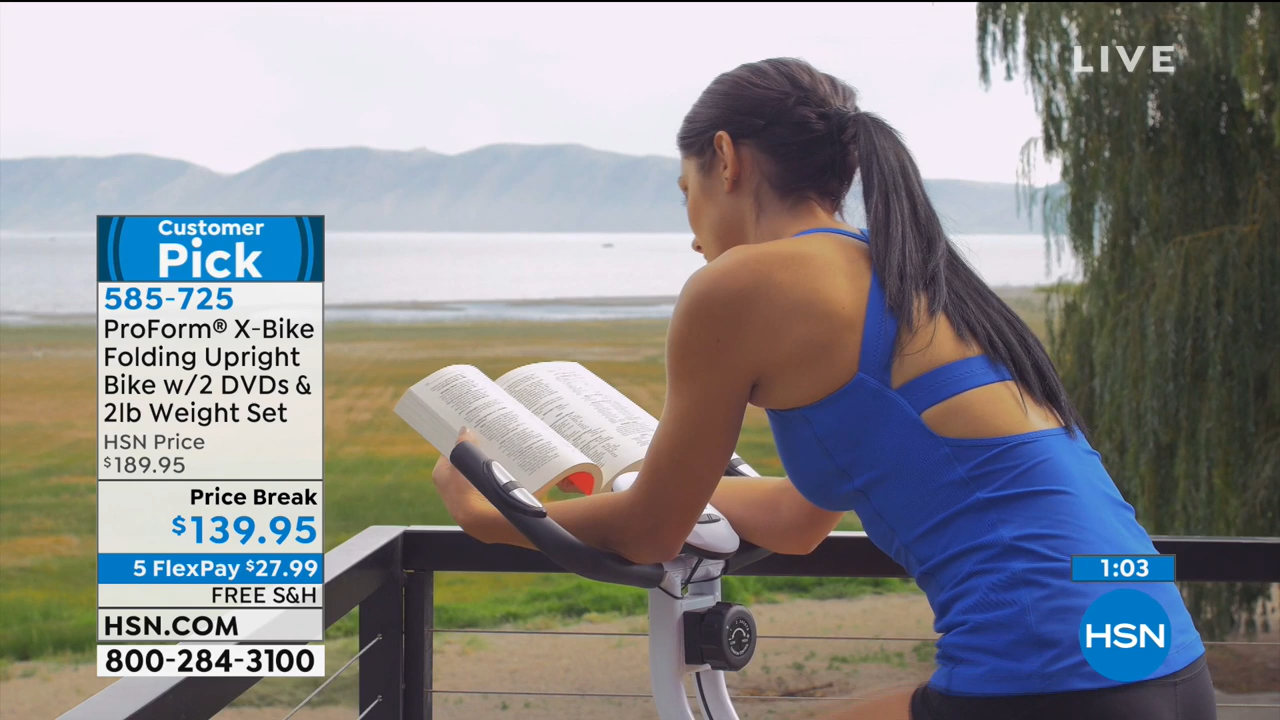 LIVE
Customer
Pick
585-725
ProForm® X-Bike
Folding Upright
Bike w/2 DVDs &
2lb Weight Set
HSN Price
$189.95
Price Break
$139.95
5 FlexPay $27.99
FREE S&H
HSN.COM
800-284-3100
1:03
HSN